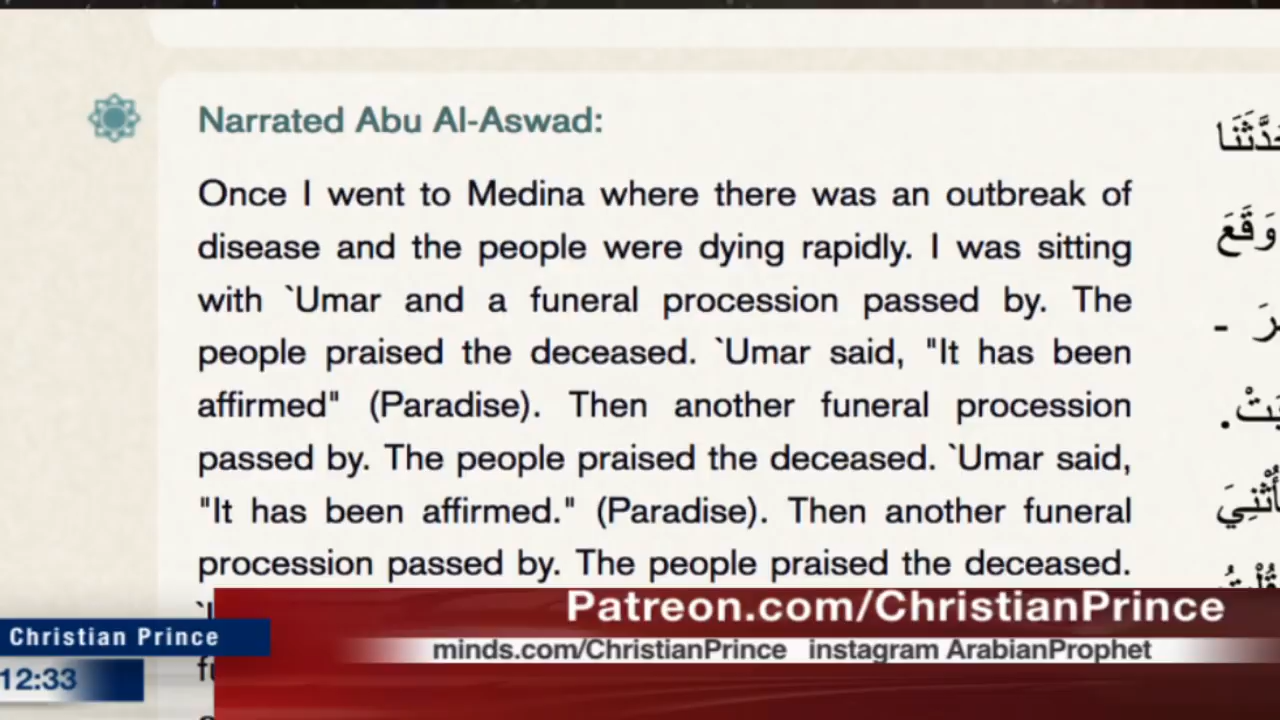 Narrated Abu Al-Aswad:
Once I went to Medina where there was an outbreak of
disease and the people were dying rapidly. I was sitting
with `Umar and a funeral procession passed by. The
people praised the deceased. `Umar said, "It has been
affirmed" (Paradise). Then another funeral procession
passed by. The people praised the deceased. `Umar said,
"It has been affirmed." (Paradise). Then another funeral
procession passed by. The people praised the deceased.
وَقَعَ
Patreon.com/ChristianPrince
minds.com/ChristianPrince instagram ArabianProphet
Christian Prince
12:33